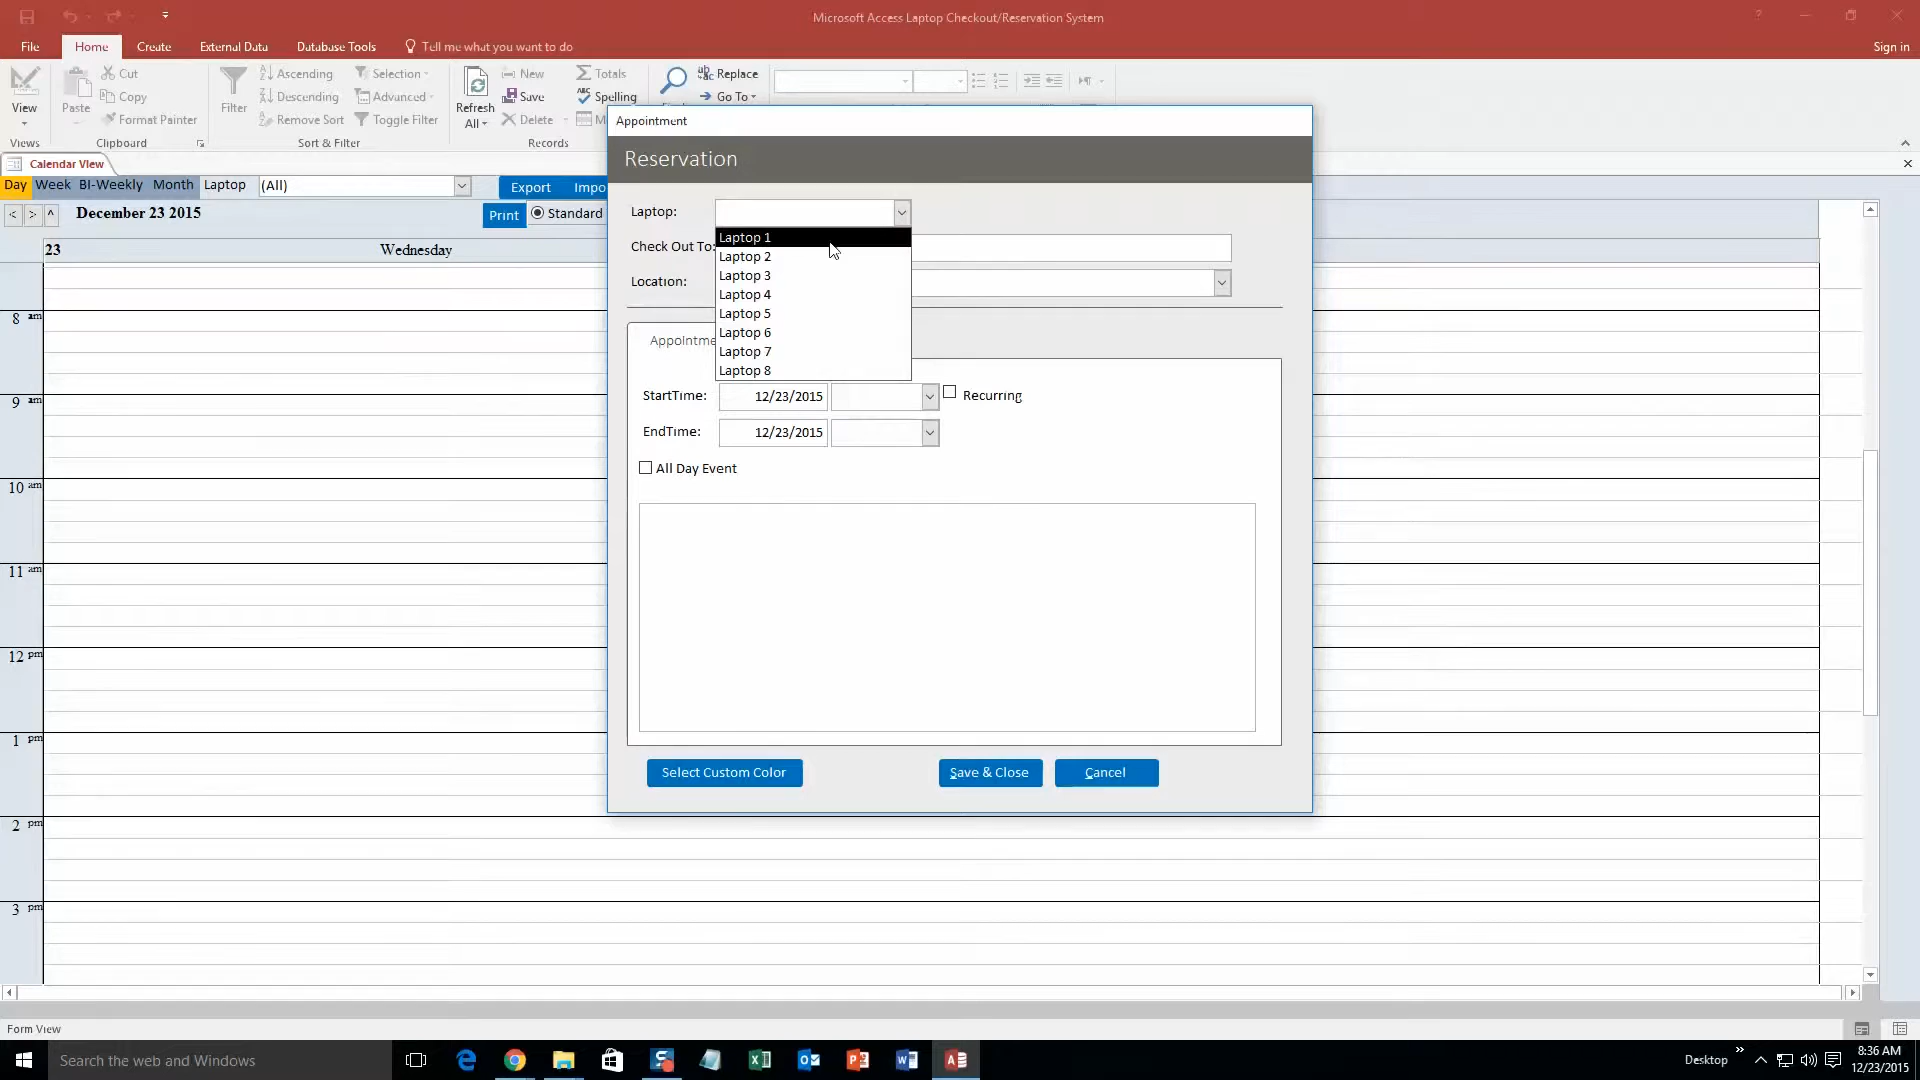 Microsoft Access Laptop Checkout/Reservation System
File Home Create External Data Database Tools Tell me what you want to do Sign in
View
Views
Paste
Cut
Copy
Format Painter
Clipboard
Filter
Ascending
Descending
Remove Sort
Selection
Advanced
Toggle Filter
Sort & Filter
Refresh
All
New
Save
Delete
Records
Totals
Spelling
Replace
Go To
Calendar View
Day Week BI-Weekly Month Laptop (All) Export Impo
< > ^ December 23 2015 Print Standard
23 Wednesday
8 am
9 am
10 am
11 am
12 pm
1 pm
2 pm
3 pm
Appointment
Reservation
Laptop:
Laptop 1
Laptop 2
Laptop 3
Laptop 4
Laptop 5
Laptop 6
Laptop 7
Laptop 8
Check Out To:
Location:
Appointme
StartTime: 12/23/2015 Recurring
EndTime: 12/23/2015
All Day Event
Select Custom Color Save & Close Cancel
Form View
Search the web and Windows
Desktop
8:36 AM
12/23/2015